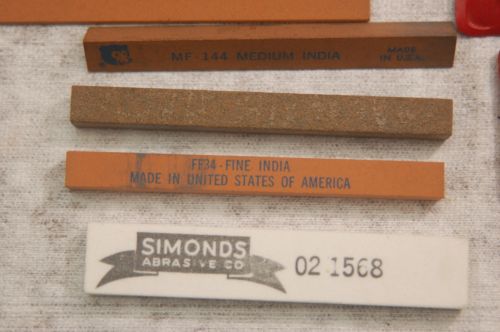 MF-144 MEDIUM INDIA
MADE
IN U.S.A.
FF34-FINE INDIA
MADE IN UNITED STATES OF AMERICA
SIMONDS
ABRASIVE CO
02 1568